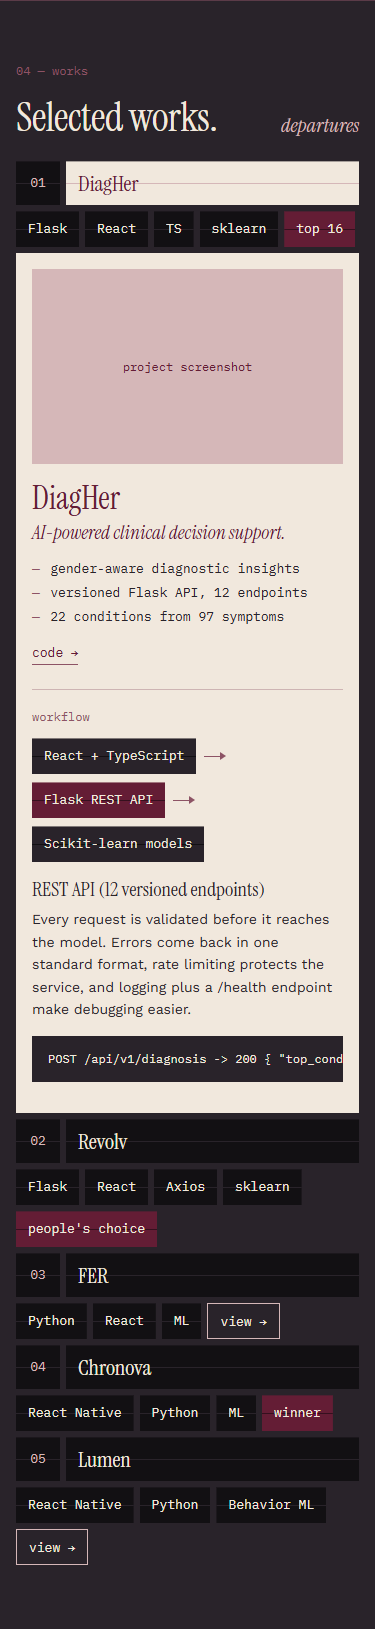 04 — works
Selected works.
departures
01
DiagHer
Flask React TS sklearn top 16
project screenshot
DiagHer
AI-powered clinical decision support.
— gender-aware diagnostic insights
— versioned Flask API, 12 endpoints
— 22 conditions from 97 symptoms
code →
workflow
React + TypeScript
Flask REST API
Scikit-learn models
REST API (12 versioned endpoints)
Every request is validated before it reaches
the model. Errors come back in one
standard format, rate limiting protects the
service, and logging plus a /health endpoint
make debugging easier.
POST /api/v1/diagnosis -> 200 { "top_cond
02
Revolv
Flask React Axios sklearn
people's choice
03
FER
Python React ML view →
04
Chronova
React Native Python ML winner
05
Lumen
React Native Python Behavior ML
view →